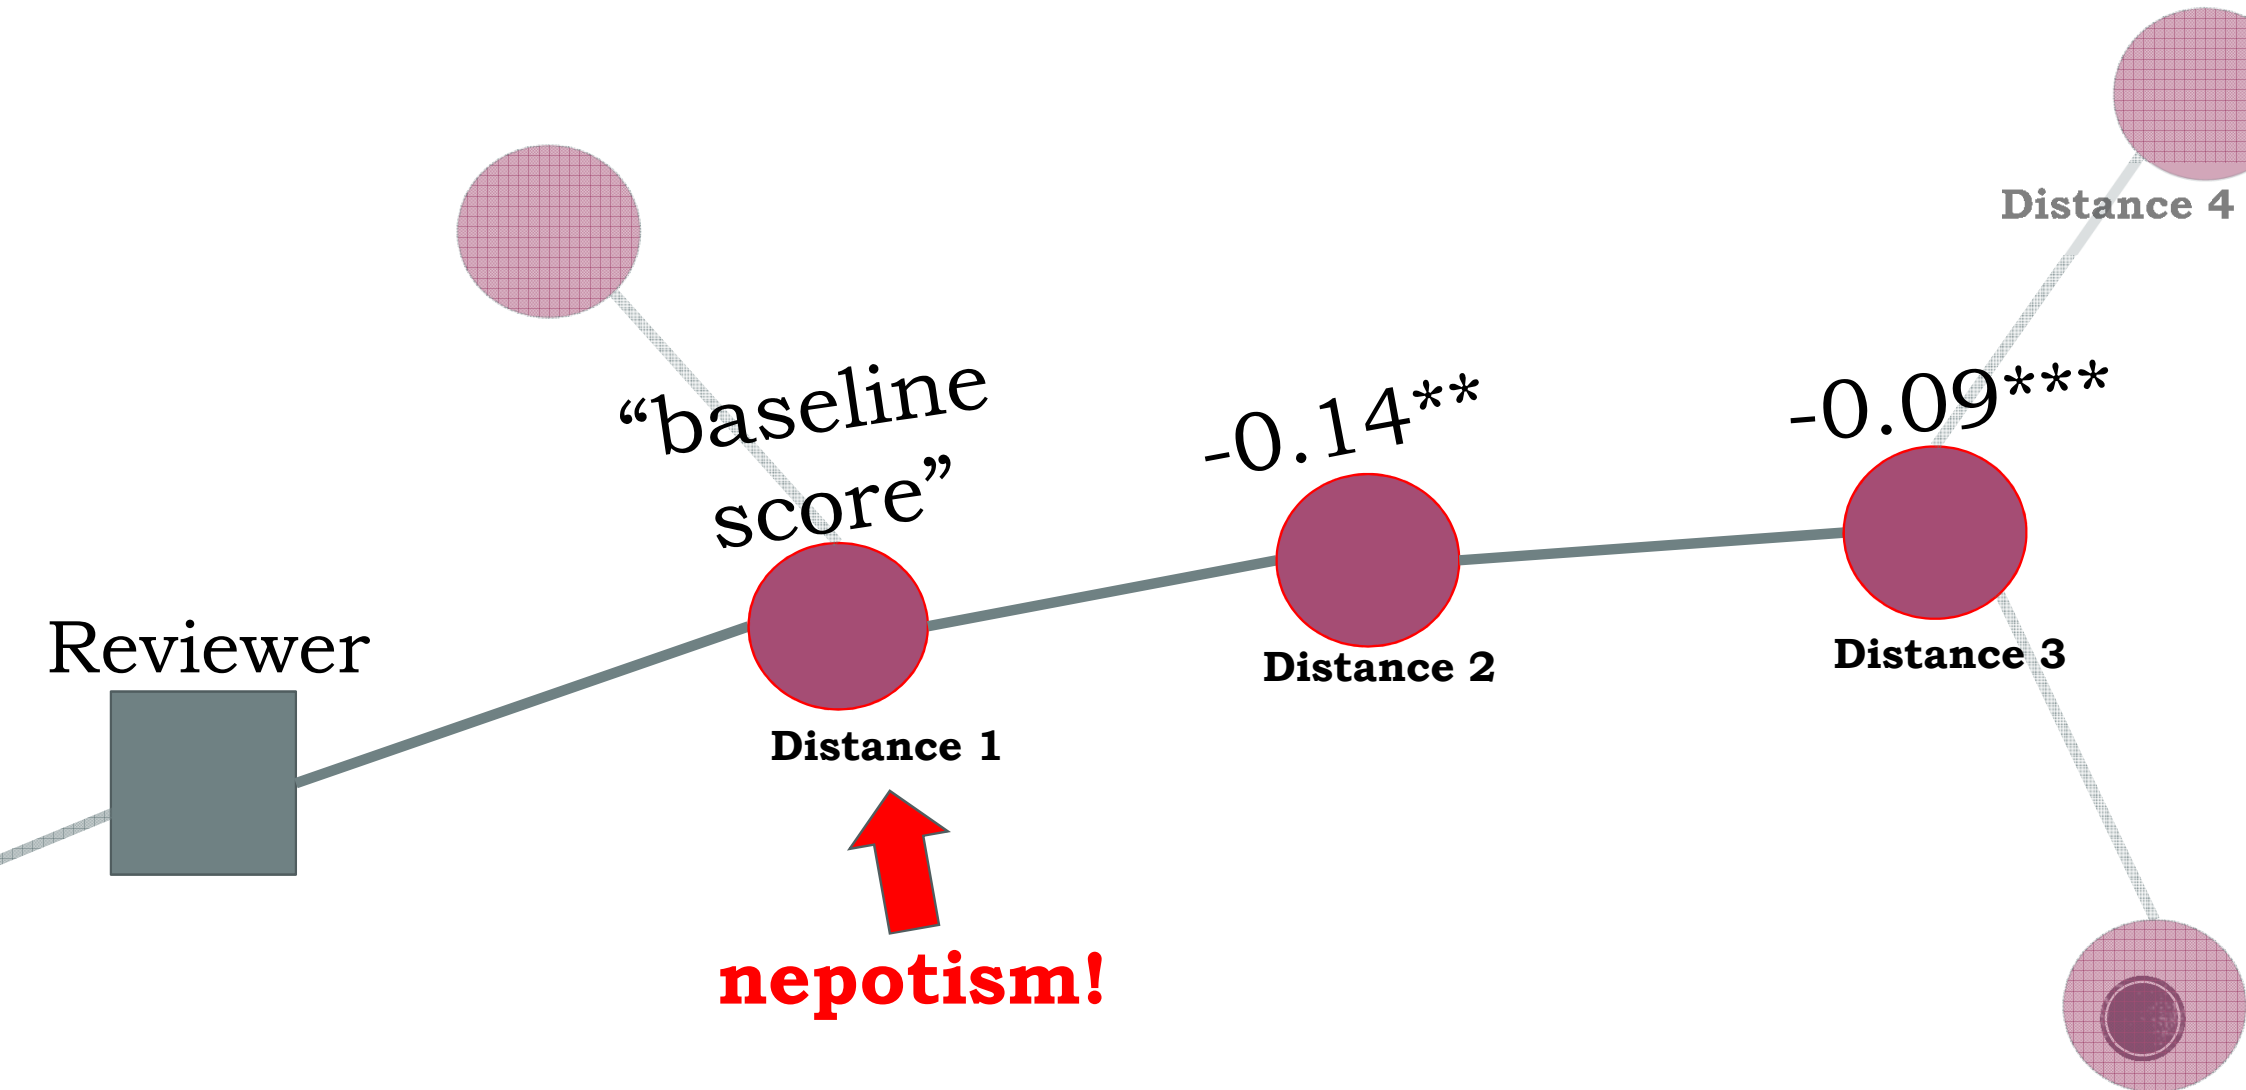 Distance 4
“baseline
score”
-0.14**
-0.09***
Reviewer
Distance 1
Distance 2
Distance 3
nepotism!